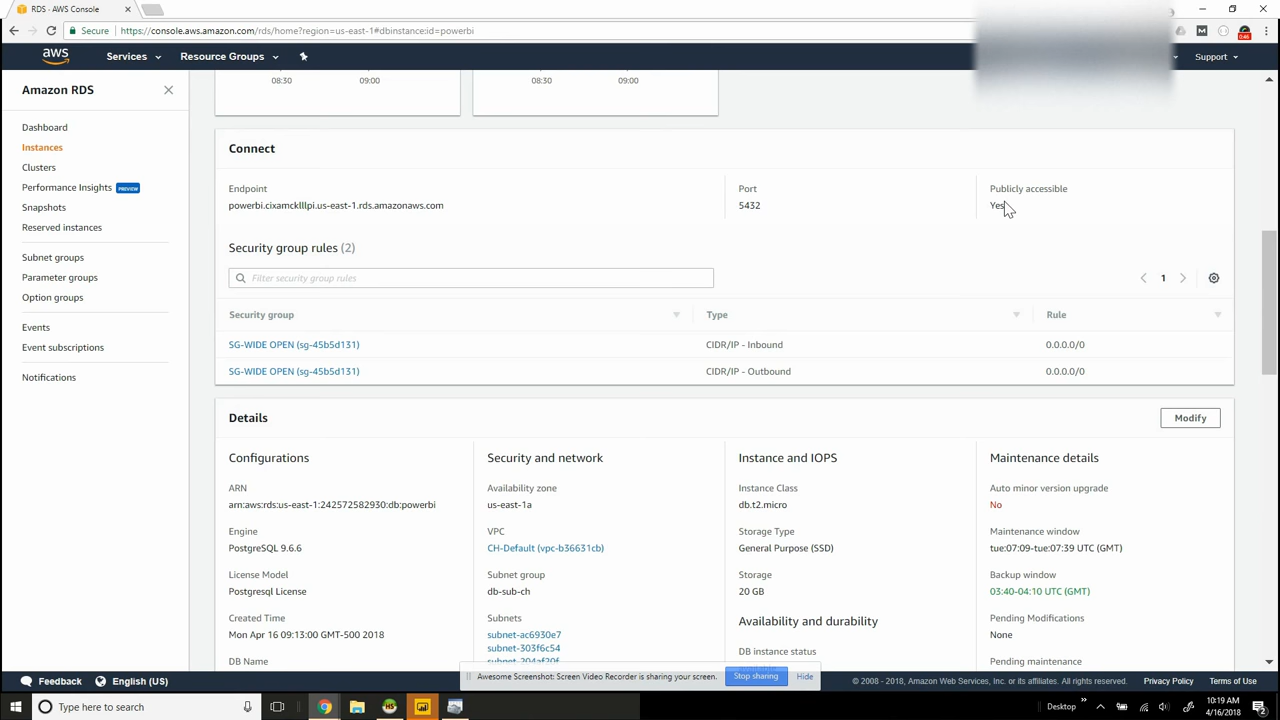 RDS - AWS Console
Secure
https://console.aws.amazon.com/rds/home?region=us-east-1#dbinstance:id=powerbi
aws
Services
Resource Groups
Support
Amazon RDS
Dashboard
Instances
Clusters
Performance Insights PREVIEW
Snapshots
Reserved instances
Subnet groups
Parameter groups
Option groups
Events
Event subscriptions
Notifications
08:30 09:00 08:30 09:00
Connect
Endpoint
powerbi.cixamcklllpi.us-east-1.rds.amazonaws.com
Port
5432
Publicly accessible
Yes
Security group rules (2)
Filter security group rules
1
Security group Type Rule
SG-WIDE OPEN (sg-45b5d131) CIDR/IP - Inbound 0.0.0.0/0
SG-WIDE OPEN (sg-45b5d131) CIDR/IP - Outbound 0.0.0.0/0
Details
Modify
Configurations
ARN
arn:aws:rds:us-east-1:242572582930:db:powerbi
Engine
PostgreSQL 9.6.6
License Model
Postgresql License
Created Time
Mon Apr 16 09:13:00 GMT-500 2018
DB Name
Security and network
Availability zone
us-east-1a
VPC
CH-Default (vpc-b36631cb)
Subnet group
db-sub-ch
Subnets
subnet-ac6930e7
subnet-303f6c54
subnet-204af20f
Instance and IOPS
Instance Class
db.t2.micro
Storage Type
General Purpose (SSD)
Storage
20 GB
Availability and durability
DB instance status
available
Maintenance details
Auto minor version upgrade
No
Maintenance window
tue:07:09-tue:07:39 UTC (GMT)
Backup window
03:40-04:10 UTC (GMT)
Pending Modifications
None
Pending maintenance
Awesome Screenshot: Screen Video Recorder is sharing your screen.
Stop sharing
Hide
Feedback
English (US)
© 2008 - 2018, Amazon Web Services, Inc. or its affiliates. All rights reserved.
Privacy Policy
Terms of Use
Type here to search
Desktop
10:19 AM
4/16/2018
2